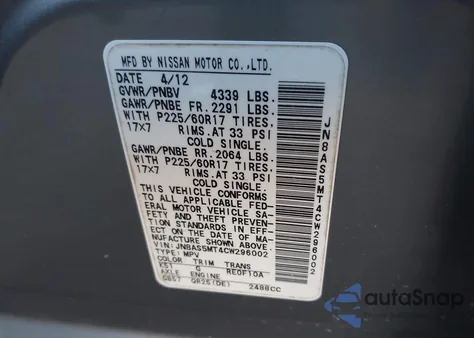 MFD BY NISSAN MOTOR CO.,LTD.
DATE 4/12
GVWR/PNBV 4339 LBS.
GAWR/PNBE FR. 2291 LBS.
WITH P225/60R17 TIRES.
17X7 RIMS.AT 33 PSI
COLD SINGLE.
GAWR/PNBE RR. 2064 LBS.
WITH P225/60R17 TIRES.
17X7 RIMS.AT 33 PSI
COLD SINGLE.
THIS VEHICLE CONFORMS
TO ALL APPLICABLE FED-
ERAL MOTOR VEHICLE SA-
FETY AND THEFT PREVEN-
TION STANDARDS IN EFF-
ECT ON THE DATE OF MA-
NUFACTURE SHOWN ABOVE.
VIN: JN8AS5MT4CW296002
TYPE: MPV
COLOR TRIM TRANS
K51 G RE0F10A
AXLE ENGINE
GB57 QR25(DE) 2488CC
JN8AS5MT4CW296002
autoSnap